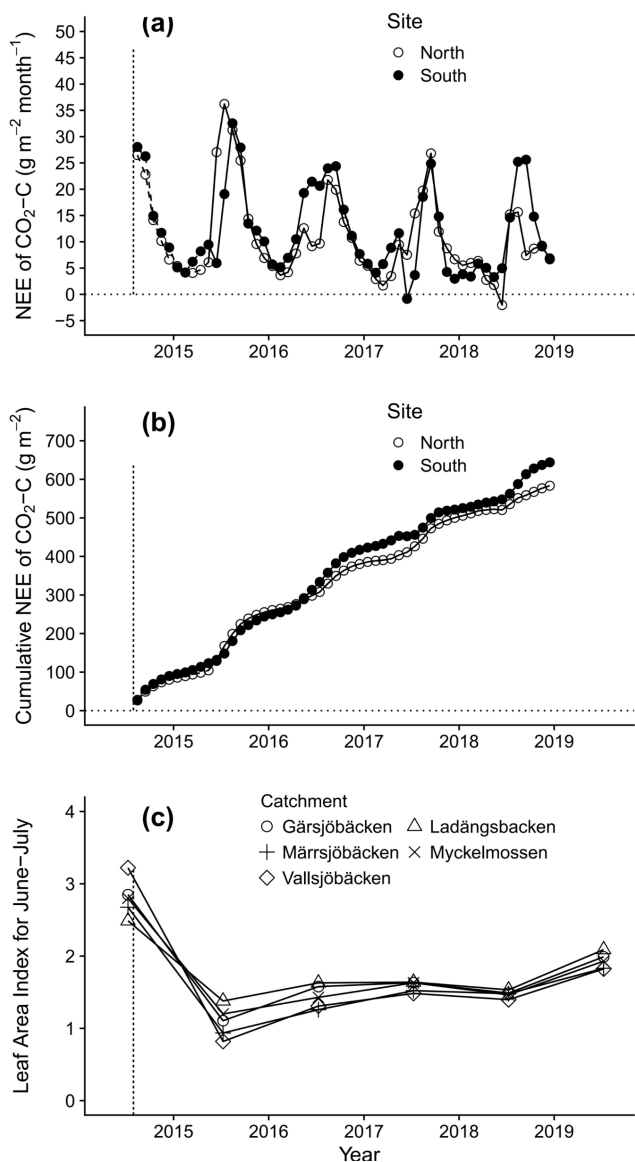 (a)
Site
North
South
NEE of CO₂−C (g m⁻² month⁻¹)
50
45
40
35
30
25
20
15
10
5
0
−5
2015 2016 2017 2018 2019
(b)
Site
North
South
Cumulative NEE of CO₂−C (g m⁻²)
700
600
500
400
300
200
100
0
2015 2016 2017 2018 2019
(c)
Catchment
Gärsjöbäcken Ladängsbacken
Märrsjöbäcken Myckelmossen
Vallsjöbäcken
Leaf Area Index for June−July
4
3
2
1
0
2015 2016 2017 2018 2019
Year